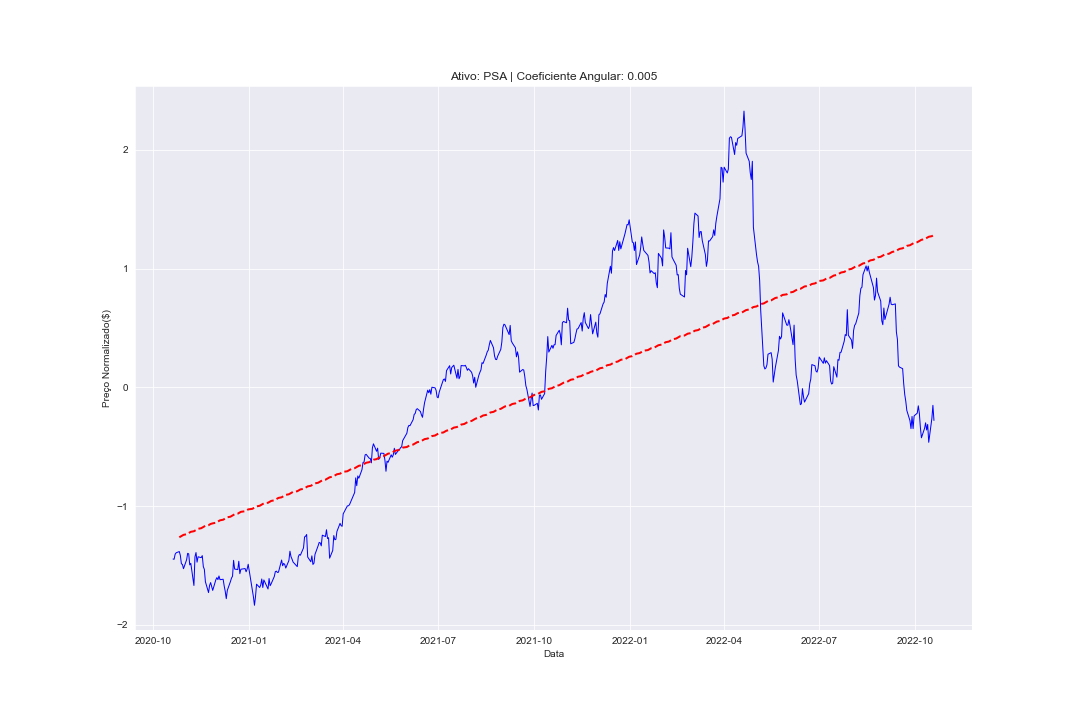 Ativo: PSA | Coeficiente Angular: 0.005
Preço Normalizado($)
2
1
0
−1
−2
2020-10 2021-01 2021-04 2021-07 2021-10 2022-01 2022-04 2022-07 2022-10
Data